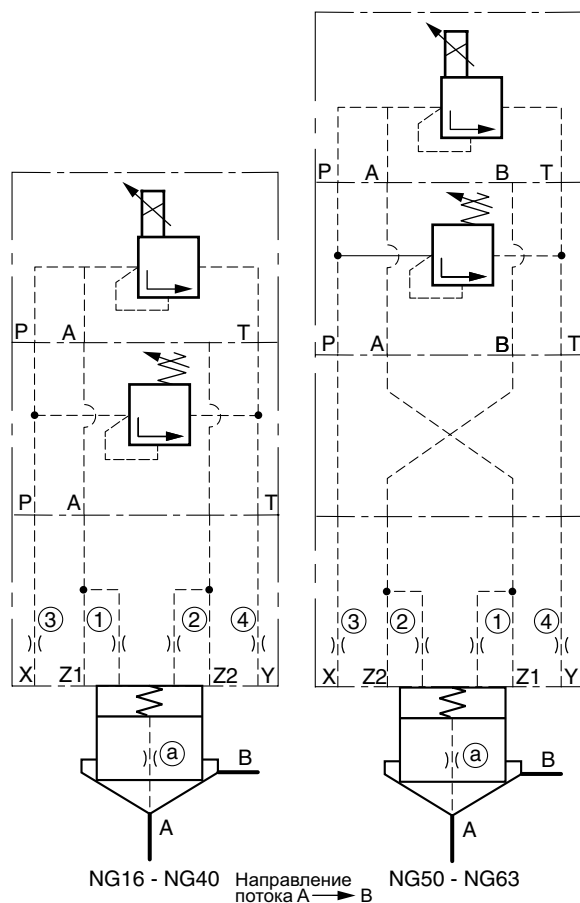 P A B T
P A T
P A B T
P A T
3 1 2 4
3 2 1 4
X Z1 Z2 Y
X Z2 Z1 Y
a
B
A
a
B
A
NG16 - NG40
Направление
потока A B
NG50 - NG63